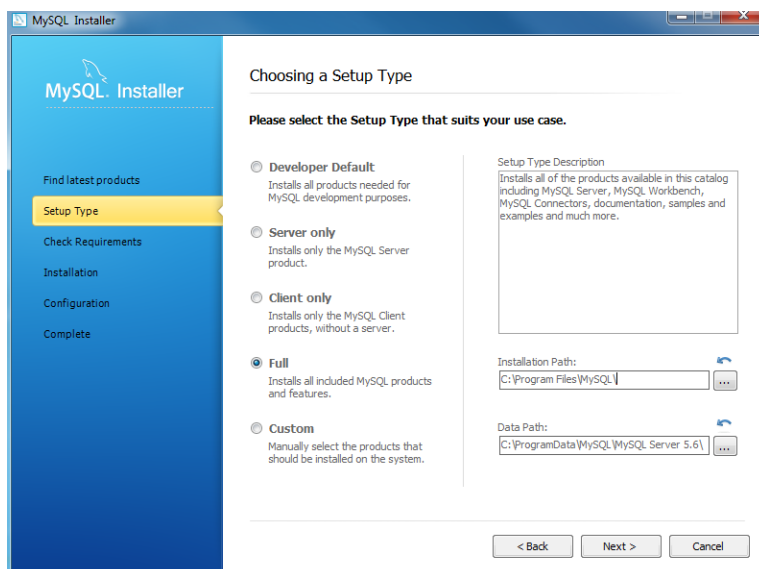 MySQL Installer
MySQL. Installer
Find latest products
Setup Type
Check Requirements
Installation
Configuration
Complete
Choosing a Setup Type
Please select the Setup Type that suits your use case.
Developer Default
Installs all products needed for
MySQL development purposes.
Server only
Installs only the MySQL Server
product.
Client only
Installs only the MySQL Client
products, without a server.
Full
Installs all included MySQL products
and features.
Custom
Manually select the products that
should be installed on the system.
Setup Type Description
Installs all of the products available in this catalog
including MySQL Server, MySQL Workbench,
MySQL Connectors, documentation, samples and
examples and much more.
Installation Path:
C:\Program Files\MySQL\
...
Data Path:
C:\ProgramData\MySQL\MySQL Server 5.6\
...
< Back
Next >
Cancel